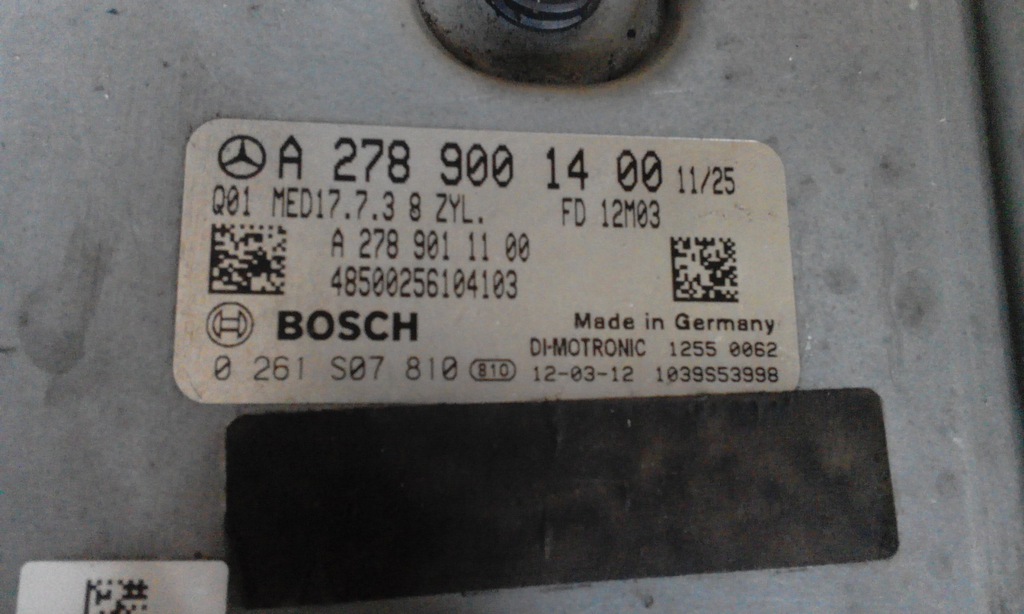 A 278 900 14 00 11/25
Q01 MED17.7.3 8 ZYL. FD 12M03
A 278 901 11 00
48500256104103
BOSCH
Made in Germany
DI-MOTRONIC 1255 0062
0 261 S07 810 810 12-03-12 1039S53998